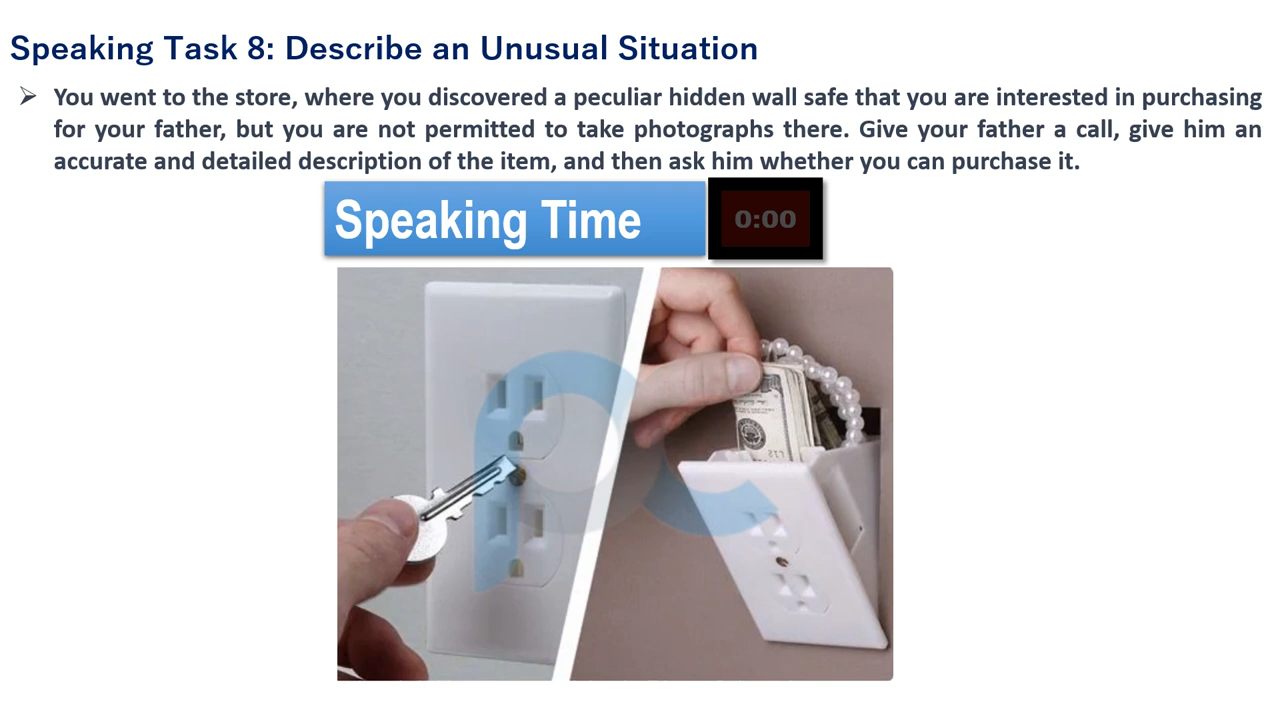 Speaking Task 8: Describe an Unusual Situation
You went to the store, where you discovered a peculiar hidden wall safe that you are interested in purchasing
for your father, but you are not permitted to take photographs there. Give your father a call, give him an
accurate and detailed description of the item, and then ask him whether you can purchase it.
Speaking Time
0:00